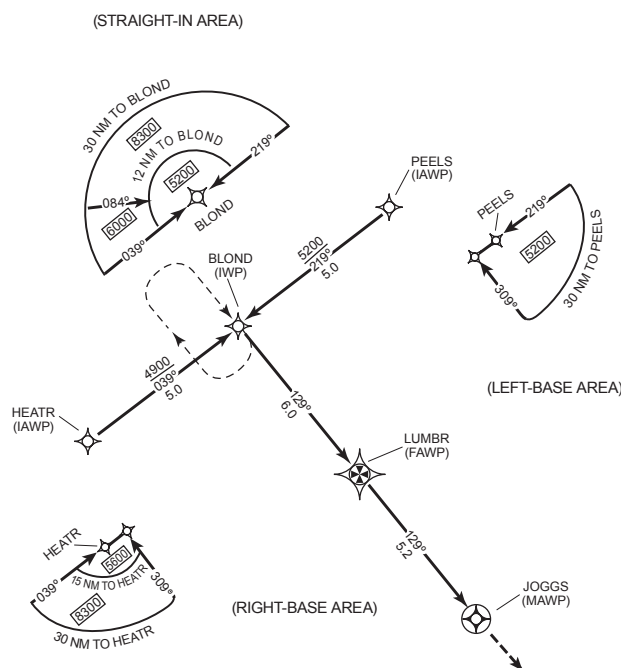 (STRAIGHT-IN AREA)
30 NM TO BLOND
8300
12 NM TO BLOND
5200
219°
084°
6000
039°
BLOND
PEELS
(IAWP)
5200
219°
5.0
PEELS
219°
5200
309°
30 NM TO PEELS
(LEFT-BASE AREA)
BLOND
(IWP)
4900
039°
5.0
HEATR
(IAWP)
129°
6.0
LUMBR
(FAWP)
129°
5.2
HEATR
5600
039°
15 NM TO HEATR
309°
8300
30 NM TO HEATR
(RIGHT-BASE AREA)
JOGGS
(MAWP)